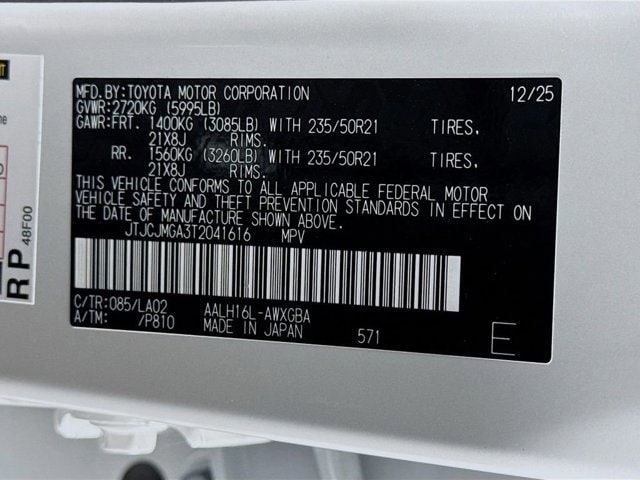 MFD.BY:TOYOTA MOTOR CORPORATION 12/25
GVWR:2720KG (5995LB)
GAWR:FRT. 1400KG (3085LB) WITH 235/50R21 TIRES,
21X8J RIMS.
RR. 1560KG (3260LB) WITH 235/50R21 TIRES,
21X8J RIMS.
THIS VEHICLE CONFORMS TO ALL APPLICABLE FEDERAL MOTOR
VEHICLE SAFETY AND THEFT PREVENTION STANDARDS IN EFFECT ON
THE DATE OF MANUFACTURE SHOWN ABOVE.
JTJCJMGA3T2041616 MPV
C/TR:085/LA02 AALH16L-AWXGBA
A/TM: /P810 MADE IN JAPAN 571
E
RP
48F00